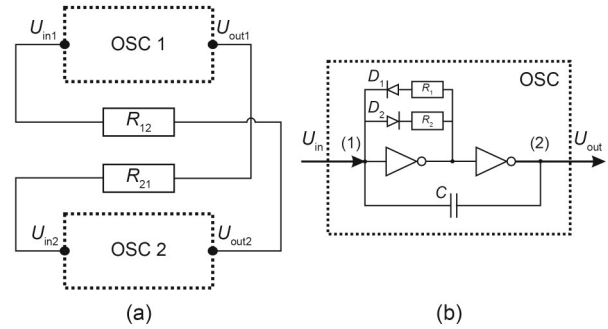 U_in1
OSC 1
U_out1
R_12
R_21
U_in2
OSC 2
U_out2
(a)
OSC
D_1
R_1
D_2
R_2
U_in
(1)
(2)
U_out
C
(b)